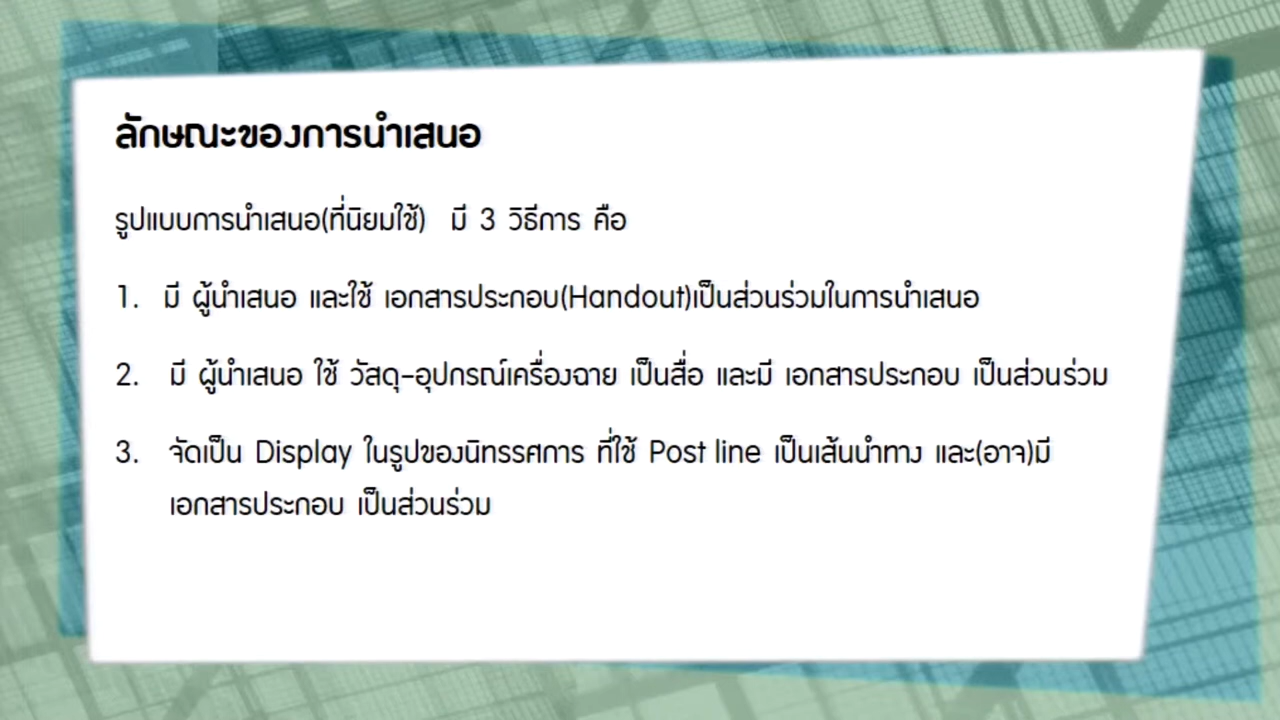 ลักษณะของการนำเสนอ
รูปแบบการนำเสนอ(ที่นิยมใช้) มี 3 วิธีการ คือ
1. มี ผู้นำเสนอ และใช้ เอกสารประกอบ(Handout)เป็นส่วนร่วมในการนำเสนอ
2. มี ผู้นำเสนอ ใช้ วัสดุ-อุปกรณ์เครื่องฉาย เป็นสื่อ และมี เอกสารประกอบ เป็นส่วนร่วม
3. จัดเป็น Display ในรูปของนิทรรศการ ที่ใช้ Post line เป็นเส้นนำทาง และ(อาจ)มี
เอกสารประกอบ เป็นส่วนร่วม